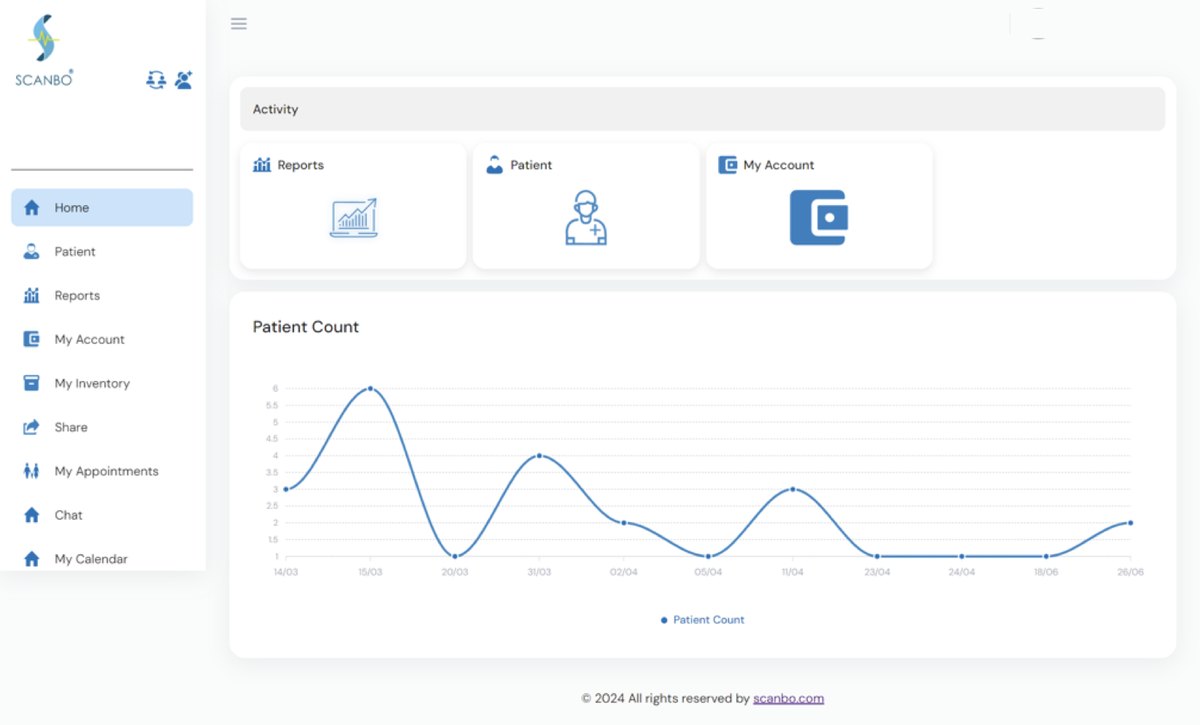 SCANBO®
Home
Patient
Reports
My Account
My Inventory
Share
My Appointments
Chat
My Calendar
Activity
Reports
Patient
My Account
Patient Count
6
5.5
5
4.5
4
3.5
3
2.5
2
1.5
1
14/03 15/03 20/03 31/03 02/04 05/04 11/04 23/04 24/04 18/06 26/06
Patient Count
© 2024 All rights reserved by scanbo.com